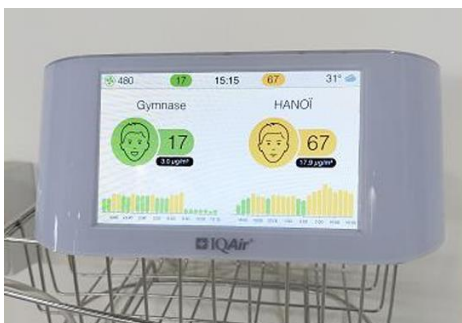 480 17 15:15 67 31°
Gymnase HANOÏ
17 67
3.0 µg/m³ 17.9 µg/m³
IQAir